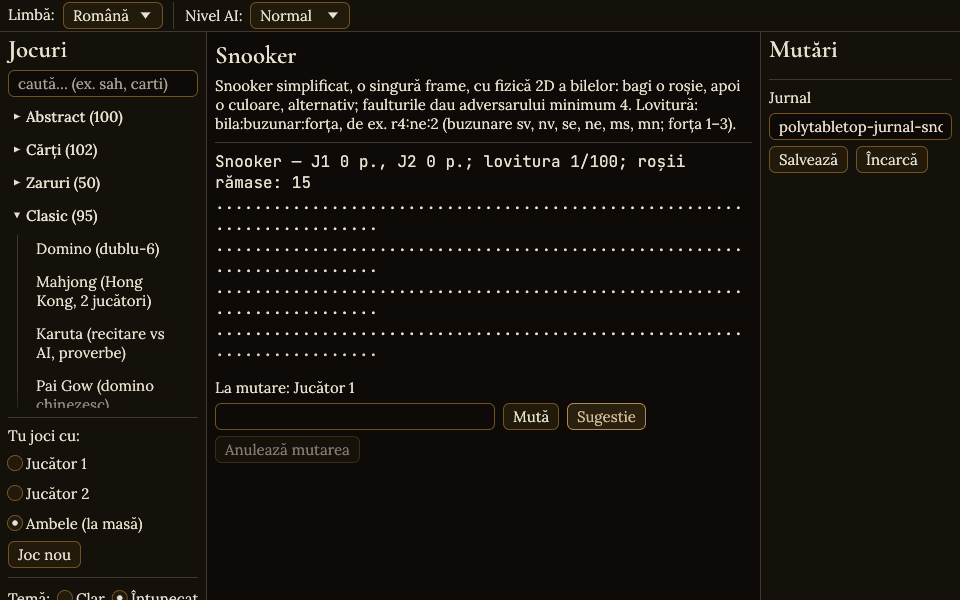 Limbă: Română Nivel AI: Normal
Jocuri
caută... (ex. sah, carti)
Abstract (100)
Cărți (102)
Zaruri (50)
Clasic (95)
Domino (dublu-6)
Mahjong (Hong
Kong, 2 jucători)
Karuta (recitare vs
AI, proverbe)
Pai Gow (domino
chinezesc)
Tu joci cu:
Jucător 1
Jucător 2
Ambele (la masă)
Joc nou
Temă: Clar Întunecat
Snooker
Snooker simplificat, o singură frame, cu fizică 2D a bilelor: bagi o roșie, apoi
o culoare, alternativ; faulturile dau adversarului minimum 4. Lovitură:
bila:buzunar:forța, de ex. r4:ne:2 (buzunare sv, nv, se, ne, ms, mn; forța 1–3).
Snooker — J1 0 p., J2 0 p.; lovitura 1/100; roșii
rămase: 15
.......................................................
.................
.......................................................
.................
.......................................................
.................
.......................................................
.................
La mutare: Jucător 1
Mută Sugestie
Anulează mutarea
Mutări
Jurnal
polytabletop-jurnal-sno
Salvează Încarcă